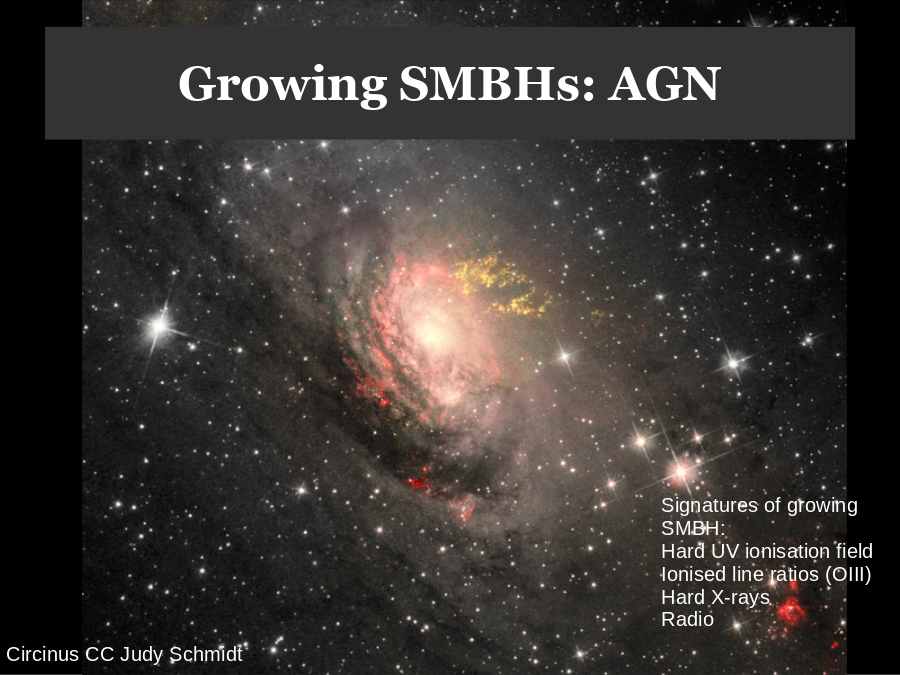 Growing SMBHs: AGN
Signatures of growing
SMBH:
Hard UV ionisation field
Ionised line ratios (OIII)
Hard X-rays
Radio
Circinus CC Judy Schmidt